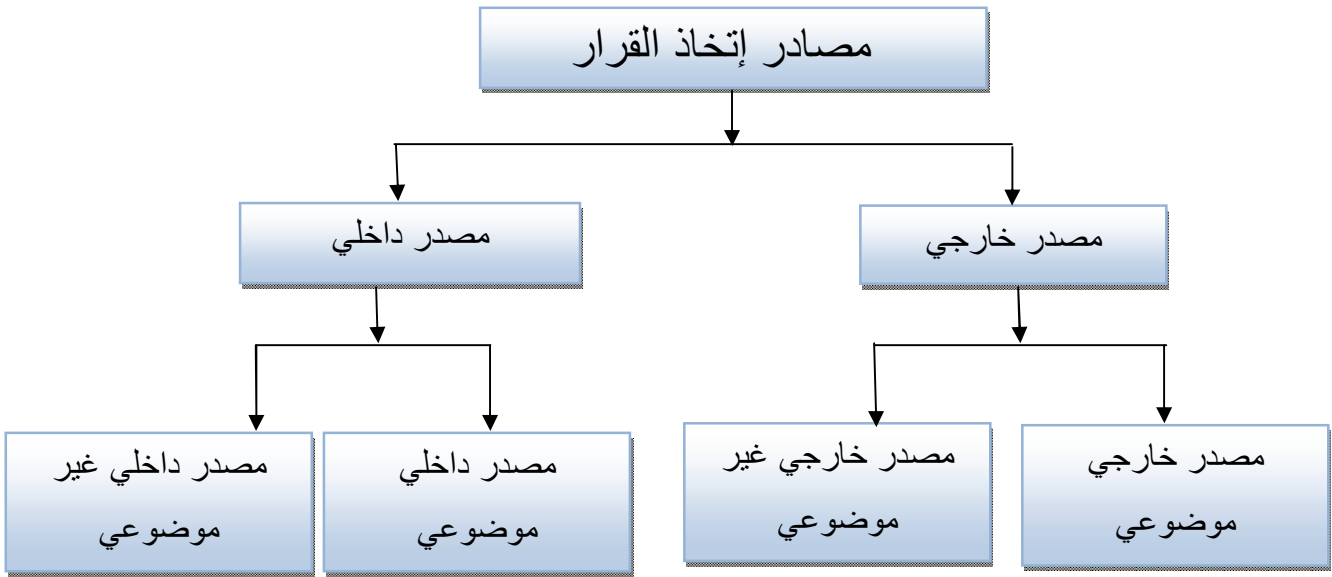 مصادر إتخاذ القرار
مصدر خارجي
مصدر داخلي
مصدر خارجي
موضوعي
مصدر خارجي غير
موضوعي
مصدر داخلي
موضوعي
مصدر داخلي غير
موضوعي